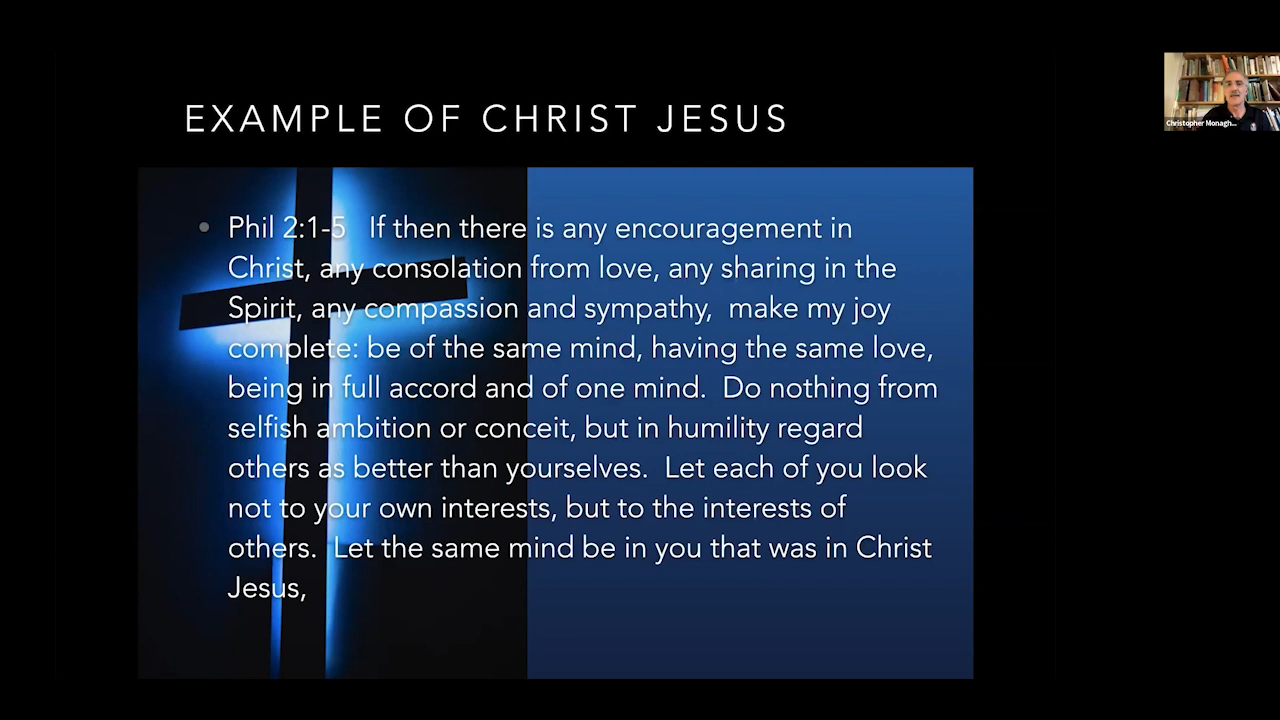 EXAMPLE OF CHRIST JESUS
Christopher Monagh...
• Phil 2:1-5 If then there is any encouragement in
Christ, any consolation from love, any sharing in the
Spirit, any compassion and sympathy, make my joy
complete: be of the same mind, having the same love,
being in full accord and of one mind. Do nothing from
selfish ambition or conceit, but in humility regard
others as better than yourselves. Let each of you look
not to your own interests, but to the interests of
others. Let the same mind be in you that was in Christ
Jesus,